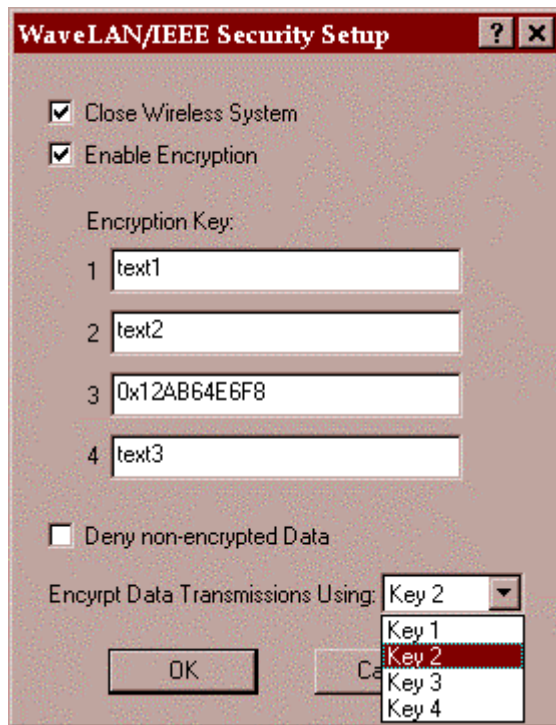 WaveLAN/IEEE Security Setup
Close Wireless System
Enable Encryption
Encryption Key:
1 text1
2 text2
3 0x12AB64E6F8
4 text3
Deny non-encrypted Data
Encyrpt Data Transmissions Using: Key 2
Key 1
Key 2
Key 3
Key 4
OK